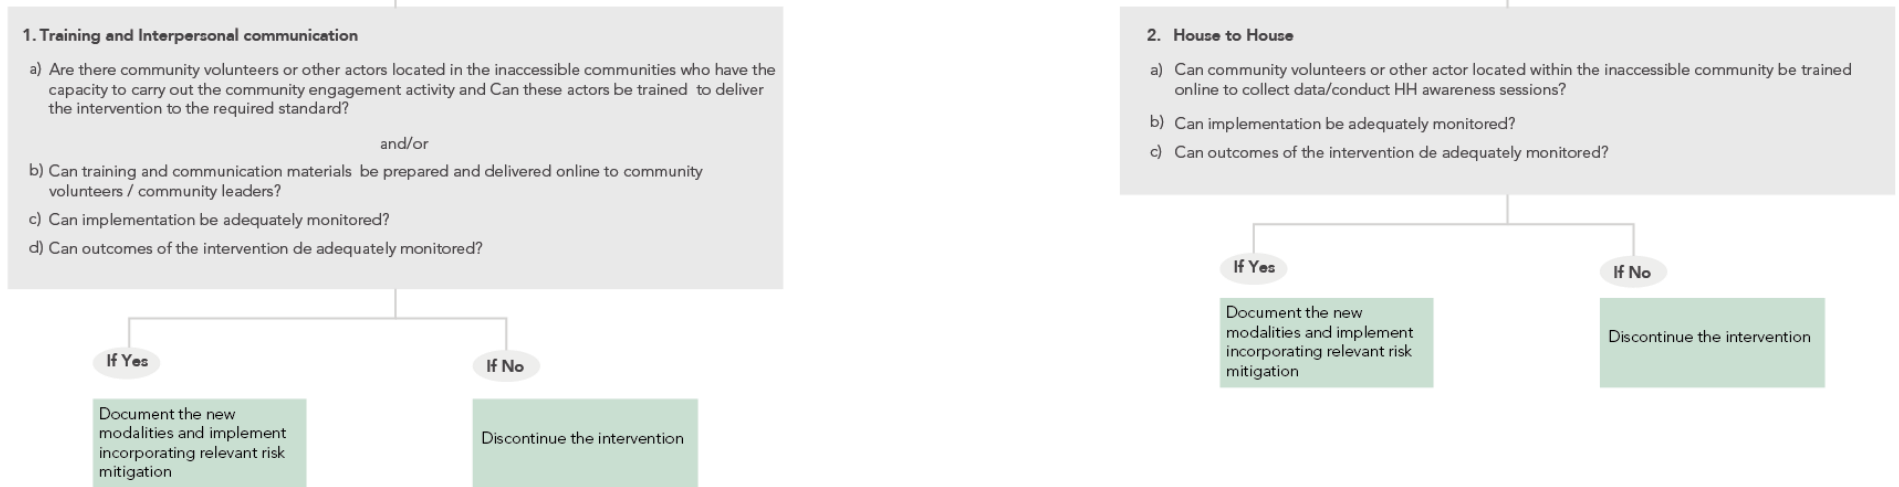 1. Training and Interpersonal communication
a) Are there community volunteers or other actors located in the inaccessible communities who have the
capacity to carry out the community engagement activity and Can these actors be trained to deliver
the intervention to the required standard?
and/or
b) Can training and communication materials be prepared and delivered online to community
volunteers / community leaders?
c) Can implementation be adequately monitored?
d) Can outcomes of the intervention de adequately monitored?
If Yes
If No
Document the new
modalities and implement
incorporating relevant risk
mitigation
Discontinue the intervention
2. House to House
a) Can community volunteers or other actor located within the inaccessible community be trained
online to collect data/conduct HH awareness sessions?
b) Can implementation be adequately monitored?
c) Can outcomes of the intervention de adequately monitored?
If Yes
If No
Document the new
modalities and implement
incorporating relevant risk
mitigation
Discontinue the intervention